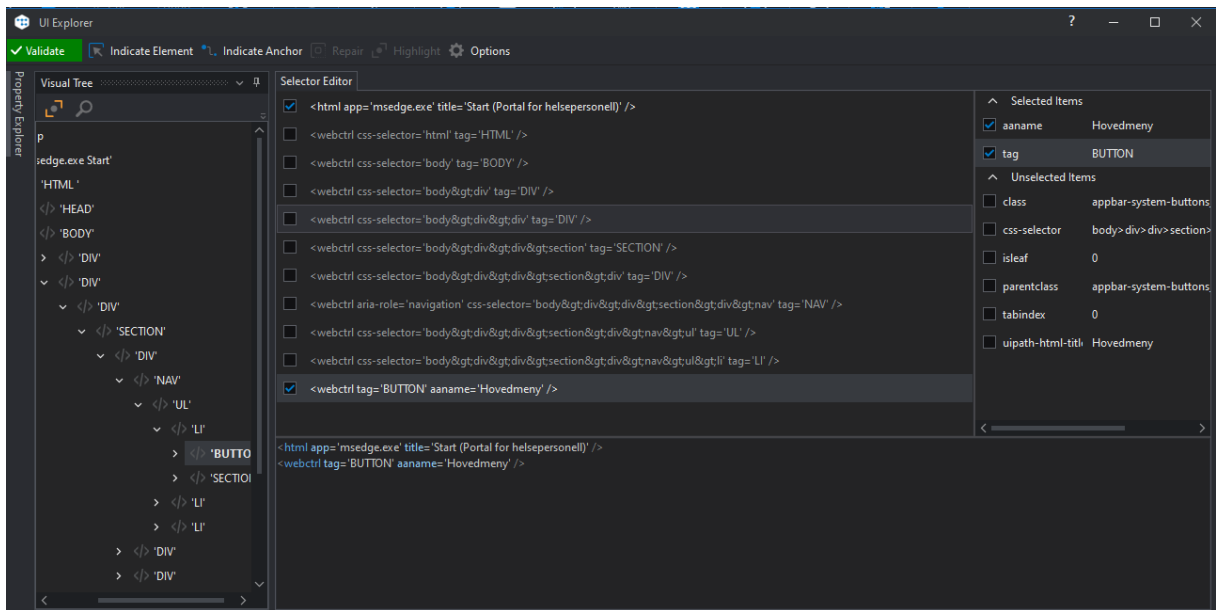 UI Explorer
?
Validate Indicate Element Indicate Anchor Repair Highlight Options
Property Explorer
Visual Tree
p
sedge.exe Start'
'HTML '
</> 'HEAD'
</> 'BODY'
> </> 'DIV'
</> 'DIV'
</> 'DIV'
</> 'SECTION'
</> 'DIV'
</> 'NAV'
</> 'UL'
</> 'LI'
> </> 'BUTTO
> </> 'SECTIO
> </> 'LI'
> </> 'LI'
> </> 'DIV'
> </> 'DIV'
Selector Editor
<html app='msedge.exe' title='Start (Portal for helsepersonell)' />
<webctrl css-selector='html' tag='HTML' />
<webctrl css-selector='body' tag='BODY' />
<webctrl css-selector='body&gt;div' tag='DIV' />
<webctrl css-selector='body&gt;div&gt;div' tag='DIV' />
<webctrl css-selector='body&gt;div&gt;div&gt;section' tag='SECTION' />
<webctrl css-selector='body&gt;div&gt;div&gt;section&gt;div' tag='DIV' />
<webctrl aria-role='navigation' css-selector='body&gt;div&gt;div&gt;section&gt;div&gt;nav' tag='NAV' />
<webctrl css-selector='body&gt;div&gt;div&gt;section&gt;div&gt;nav&gt;ul' tag='UL' />
<webctrl css-selector='body&gt;div&gt;div&gt;section&gt;div&gt;nav&gt;ul&gt;li' tag='LI' />
<webctrl tag='BUTTON' aaname='Hovedmeny' />
Selected Items
aaname Hovedmeny
tag BUTTON
Unselected Items
class appbar-system-buttons_
css-selector body>div>div>section>
isleaf 0
parentclass appbar-system-buttons_
tabindex 0
uipath-html-titl Hovedmeny
<html app='msedge.exe' title='Start (Portal for helsepersonell)' />
<webctrl tag='BUTTON' aaname='Hovedmeny' />